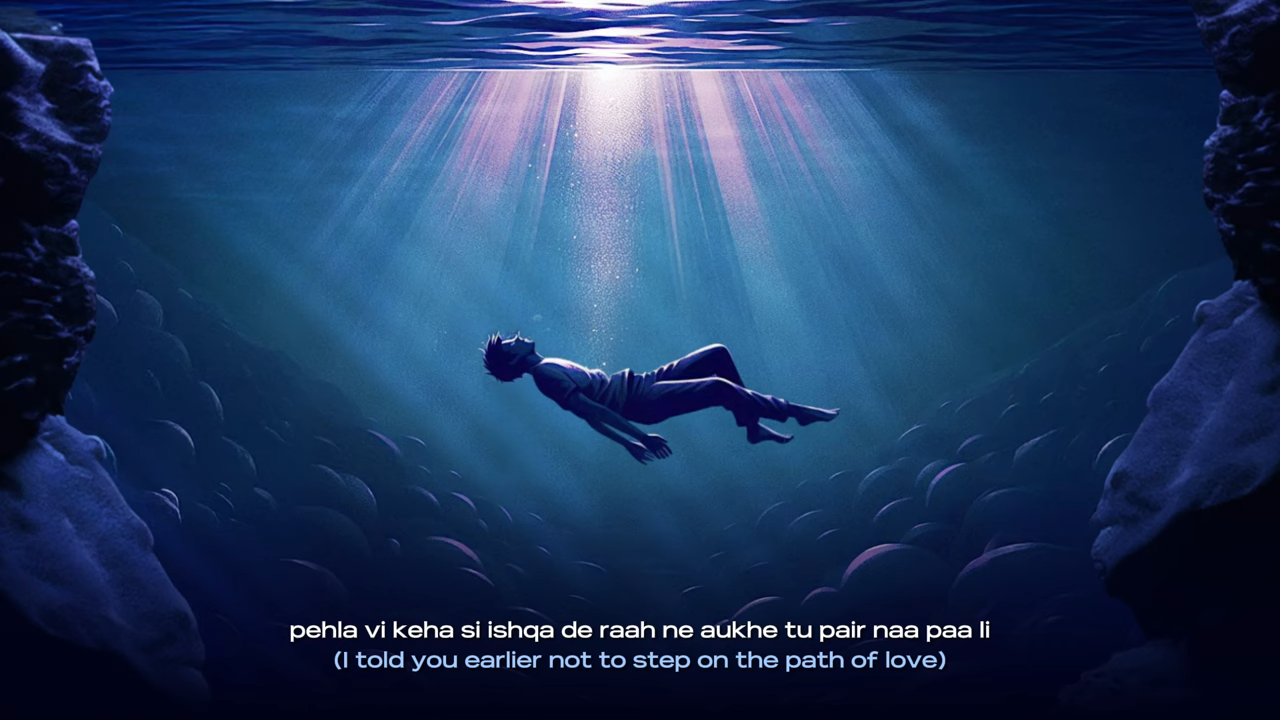 pehla vi keha si ishqa de raah ne aukhe tu pair naa paa li
(I told you earlier not to step on the path of love)